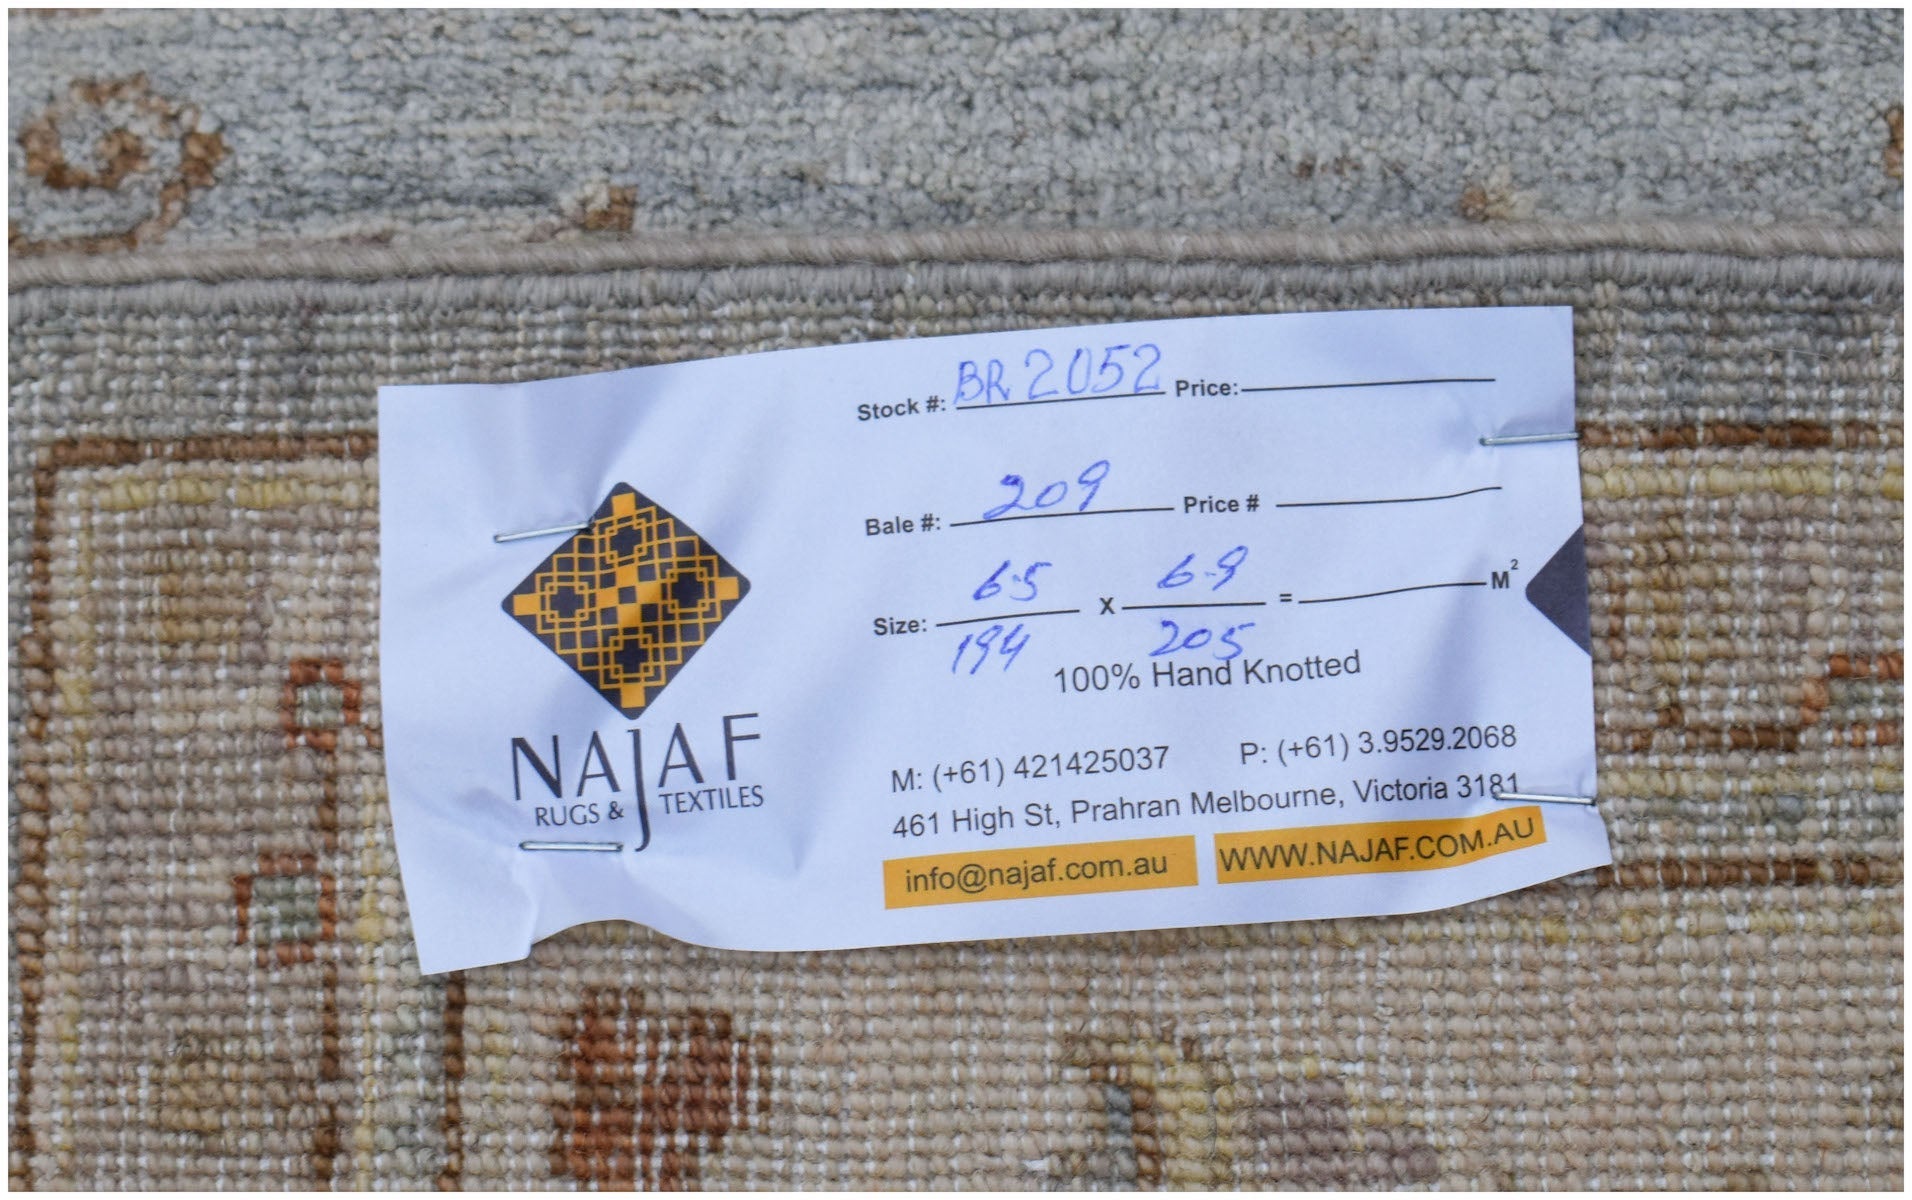 Stock #: BR 2052 Price:
Bale #: 209 Price #
6.5 6.9
Size: X = M²
194 205
100% Hand Knotted
NAJAF
RUGS & TEXTILES
M: (+61) 421425037 P: (+61) 3.9529.2068
461 High St, Prahran Melbourne, Victoria 3181
info@najaf.com.au WWW.NAJAF.COM.AU